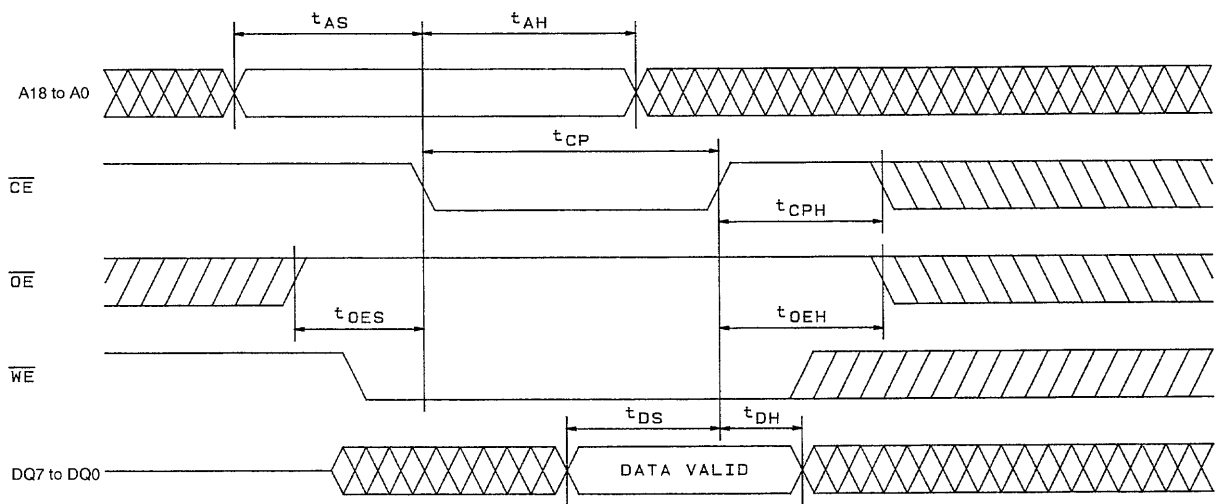 tAS tAH
A18 to A0
tCP
CE
tCPH
OE
tOES tOEH
WE
tDS tDH
DQ7 to DQ0 DATA VALID